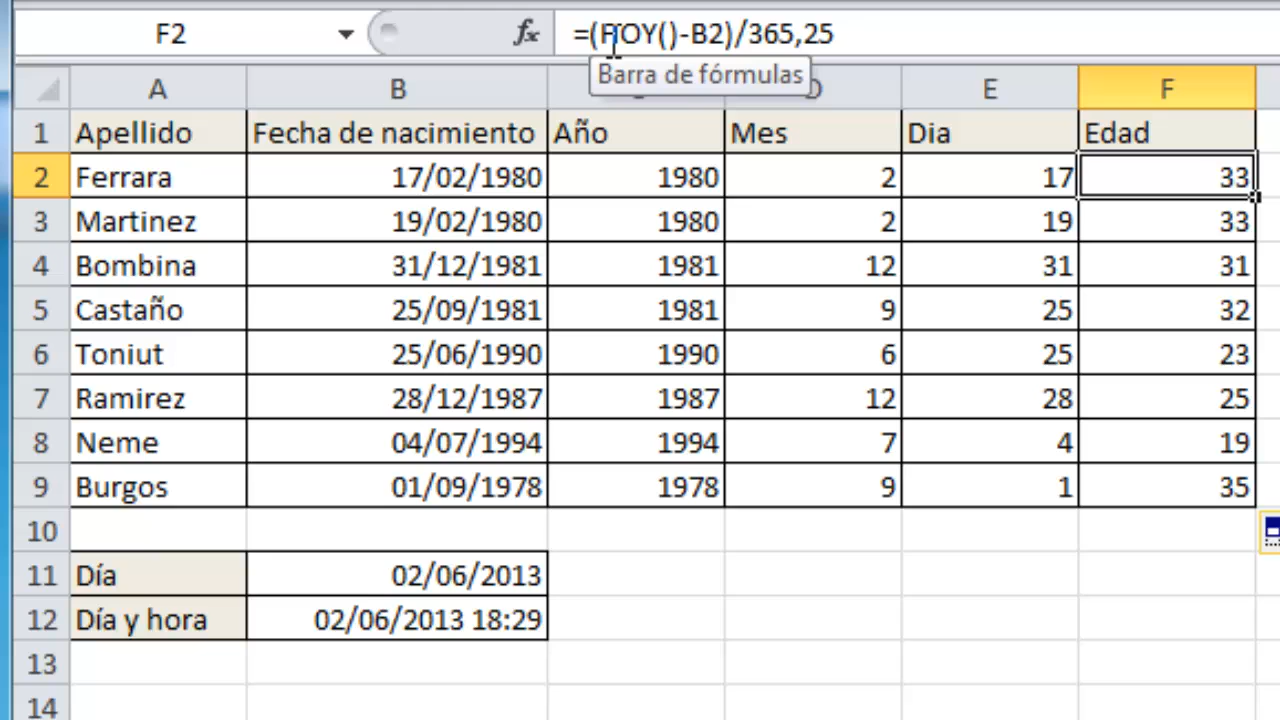 F2 fx =(HOY()-B2)/365,25
Barra de fórmulas
A B D E F
1 Apellido Fecha de nacimiento Año Mes Dia Edad
2 Ferrara 17/02/1980 1980 2 17 33
3 Martinez 19/02/1980 1980 2 19 33
4 Bombina 31/12/1981 1981 12 31 31
5 Castaño 25/09/1981 1981 9 25 32
6 Toniut 25/06/1990 1990 6 25 23
7 Ramirez 28/12/1987 1987 12 28 25
8 Neme 04/07/1994 1994 7 4 19
9 Burgos 01/09/1978 1978 9 1 35
10
11 Día 02/06/2013
12 Día y hora 02/06/2013 18:29
13
14